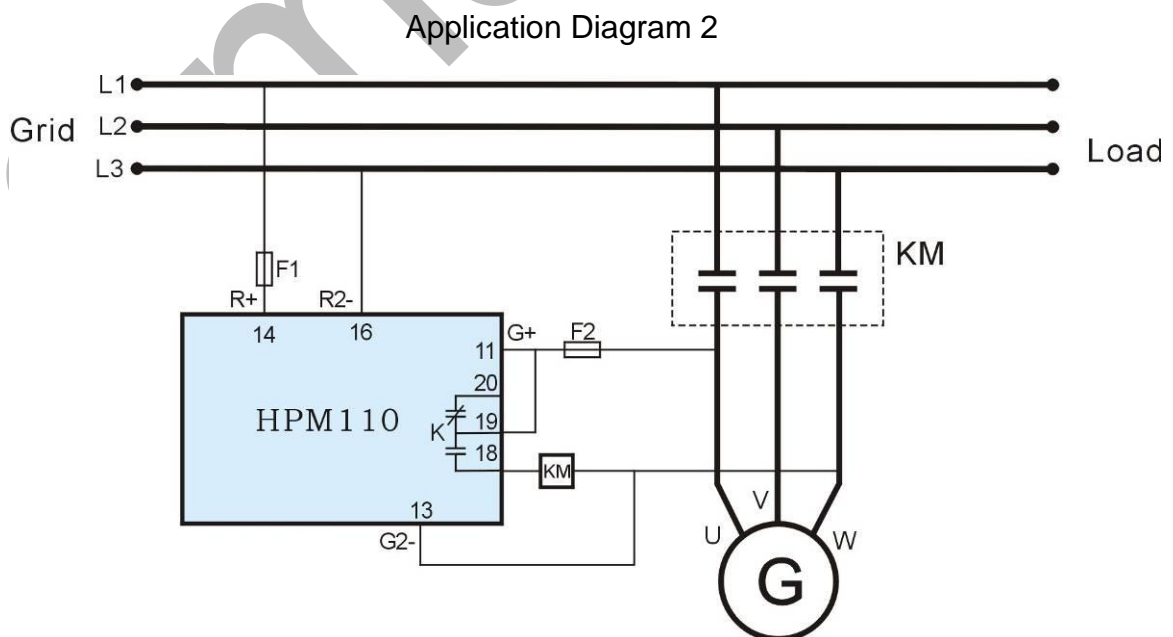 Application Diagram 2
L1
Grid L2 Load
L3
KM
F1
R+ R2-
14 16
G+ F2
11
20
HPM110
K 19
18 KM
13
G2-
V
U W
G